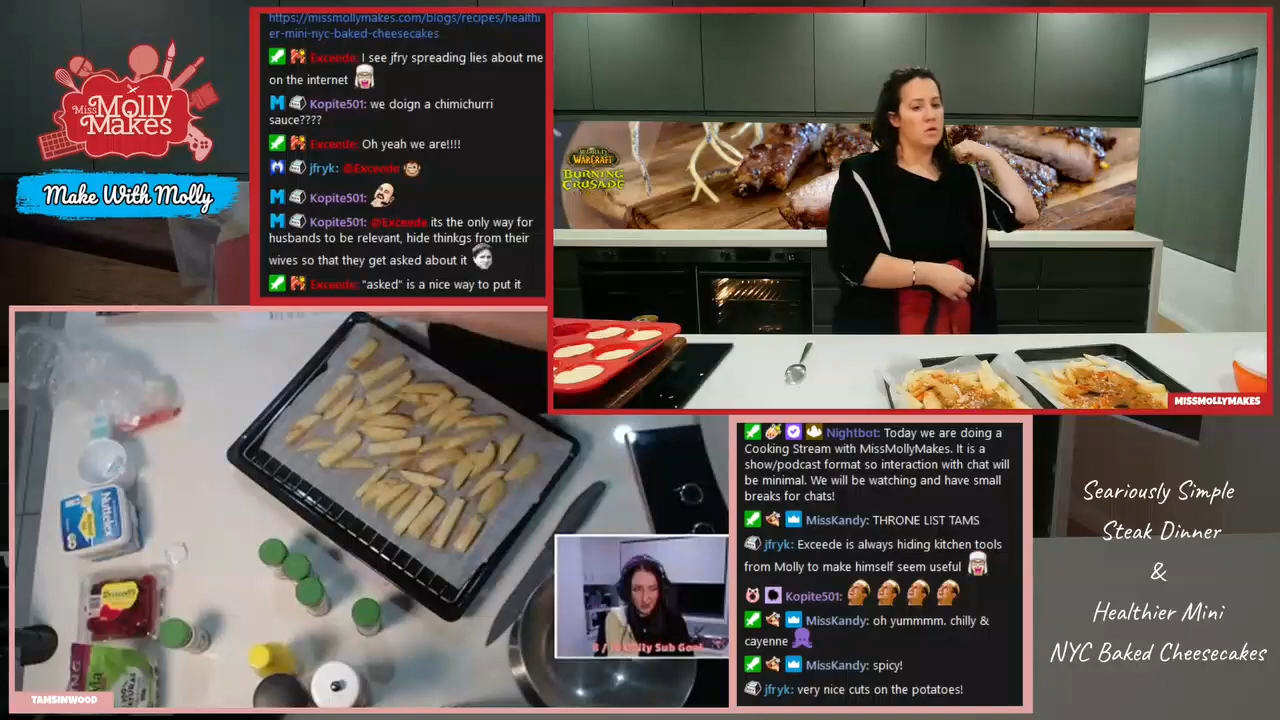 Miss
Molly
Makes
Make With Molly
https://missmollymakes.com/blogs/recipes/healthi
er-mini-nyc-baked-cheesecakes
Exceede: I see jfry spreading lies about me
on the internet
Kopite501: we doign a chimichurri
sauce????
Exceede: Oh yeah we are!!!!
jfryk: @Exceede
Kopite501:
Kopite501: @Exceede its the only way for
husbands to be relevant, hide thinkgs from their
wives so that they get asked about it
Exceede: "asked" is a nice way to put it
WORLD
WARCRAFT
BURNING
CRUSADE
MISSMOLLYMAKES
Driscoll's
Nuttelex
8 / 10 Daily Sub Goal
TAMSINWOOD
Nightbot: Today we are doing a
Cooking Stream with MissMollyMakes. It is a
show/podcast format so interaction with chat will
be minimal. We will be watching and have small
breaks for chats!
MissKandy: THRONE LIST TAMS
jfryk: Exceede is always hiding kitchen tools
from Molly to make himself seem useful
Kopite501:
MissKandy: oh yummmm. chilly &
cayenne
MissKandy: spicy!
jfryk: very nice cuts on the potatoes!
Seariously Simple
Steak Dinner
&
Healthier Mini
NYC Baked Cheesecakes